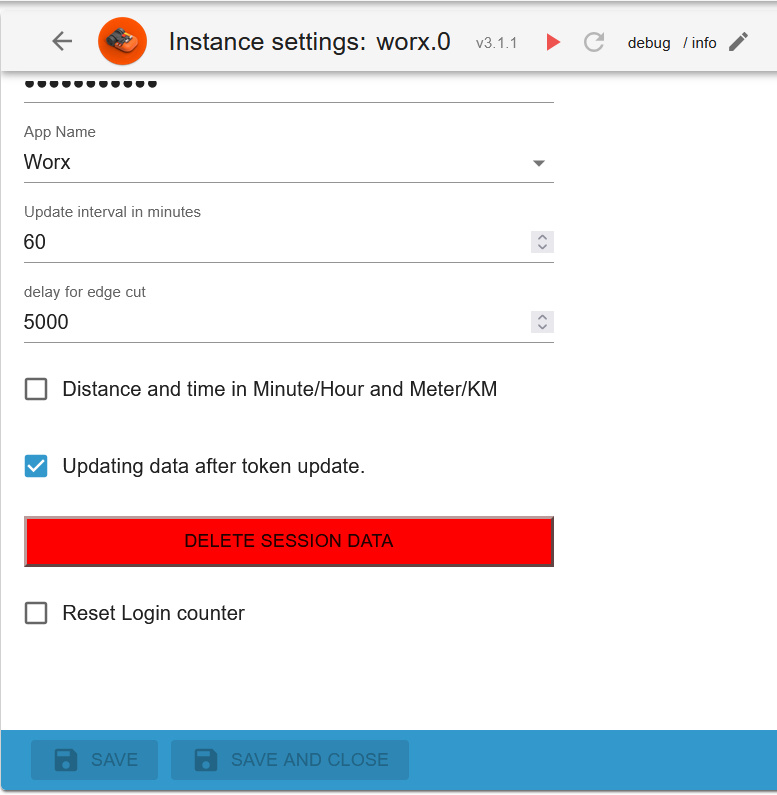 Instance settings: worx.0 v3.1.1 debug / info
App Name
Worx
Update interval in minutes
60
delay for edge cut
5000
Distance and time in Minute/Hour and Meter/KM
Updating data after token update.
DELETE SESSION DATA
Reset Login counter
SAVE SAVE AND CLOSE